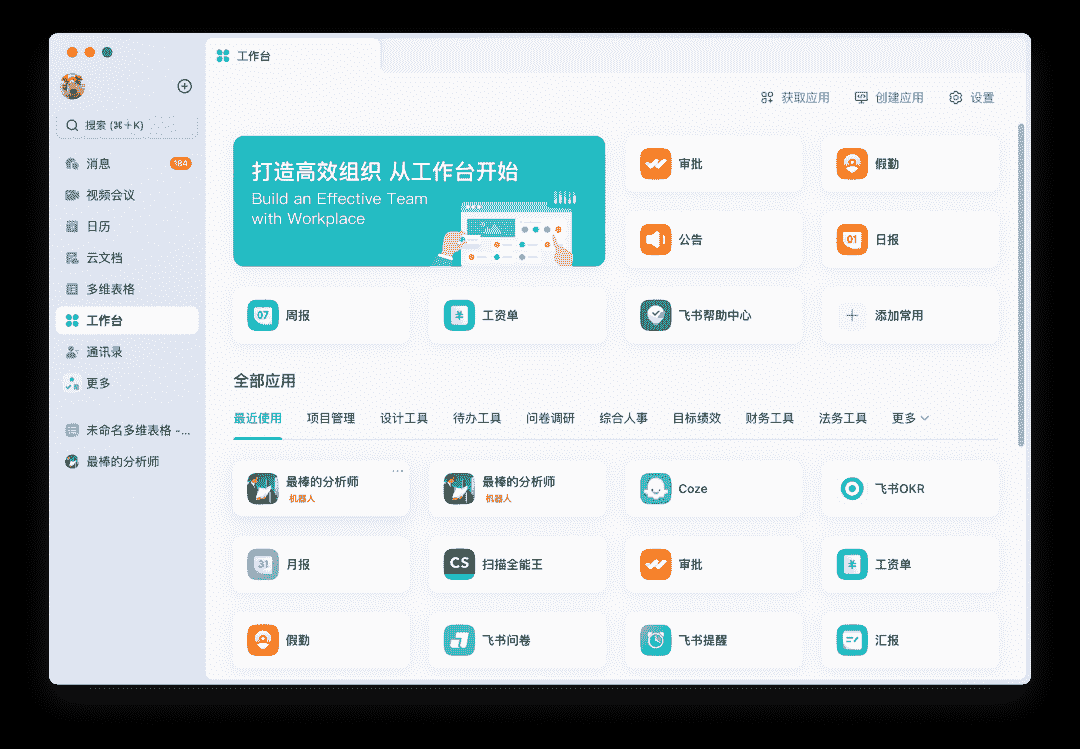 工作台
搜索 (⌘+K)
消息
184
视频会议
日历
云文档
多维表格
工作台
通讯录
更多
未命名多维表格 -...
最棒的分析师
获取应用
创建应用
设置
打造高效组织 从工作台开始
Build an Effective Team
with Workplace
审批
假勤
公告
01
日报
07
周报
¥
工资单
飞书帮助中心
添加常用
全部应用
最近使用
项目管理
设计工具
待办工具
问卷调研
综合人事
目标绩效
财务工具
法务工具
更多
最棒的分析师
机器人
...
最棒的分析师
机器人
Coze
飞书OKR
31
月报
CS
扫描全能王
审批
¥
工资单
假勤
飞书问卷
飞书提醒
汇报